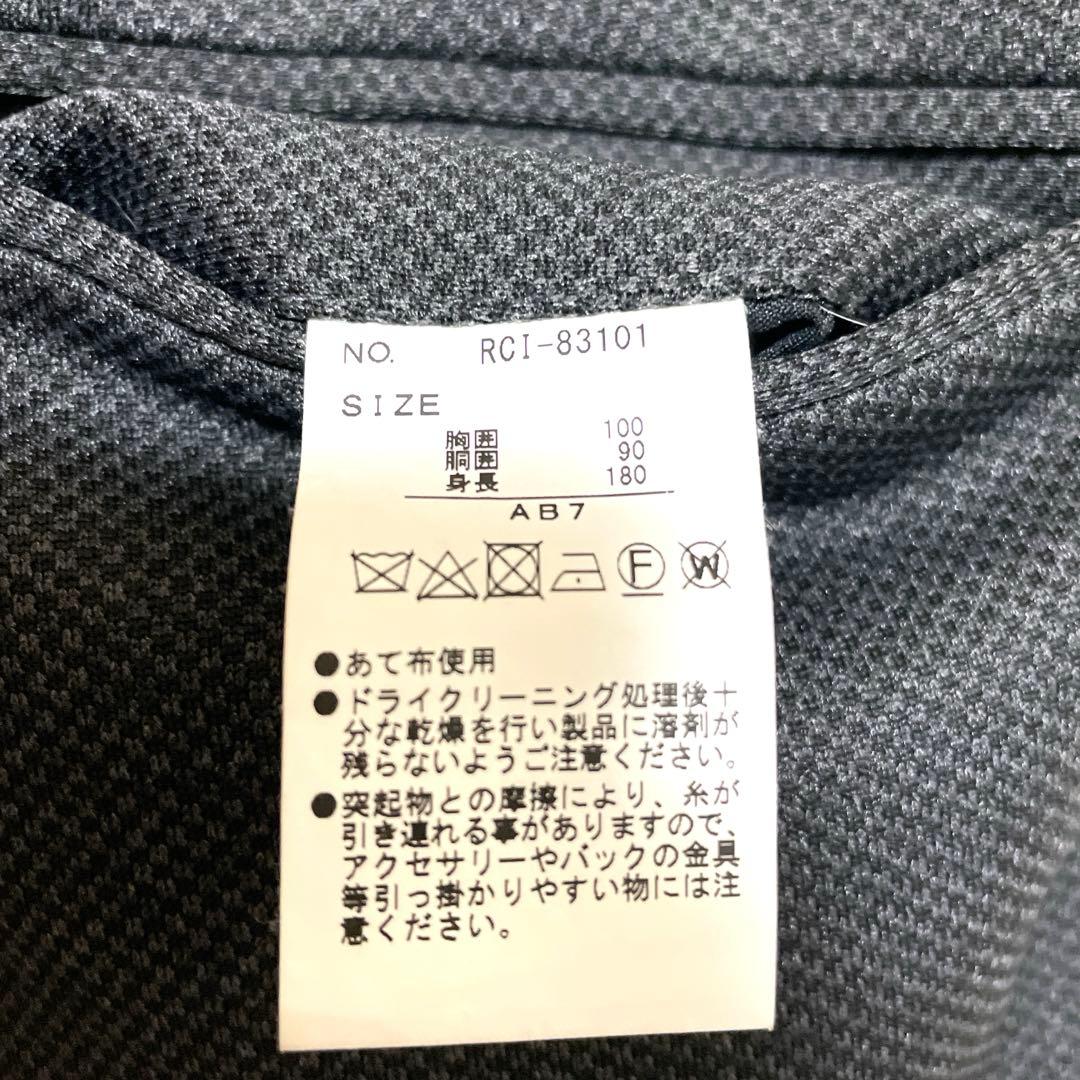 NO. RCI-83101
SIZE
胸囲 100
胴囲 90
身長 180
AB7
F W
●あて布使用
●ドライクリーニング処理後十
分な乾燥を行い製品に溶剤が
残らないようご注意ください。
●突起物との摩擦により、糸が
引き連れる事がありますので、
アクセサリーやバックの金具
等引っ掛かりやすい物には注
意ください。